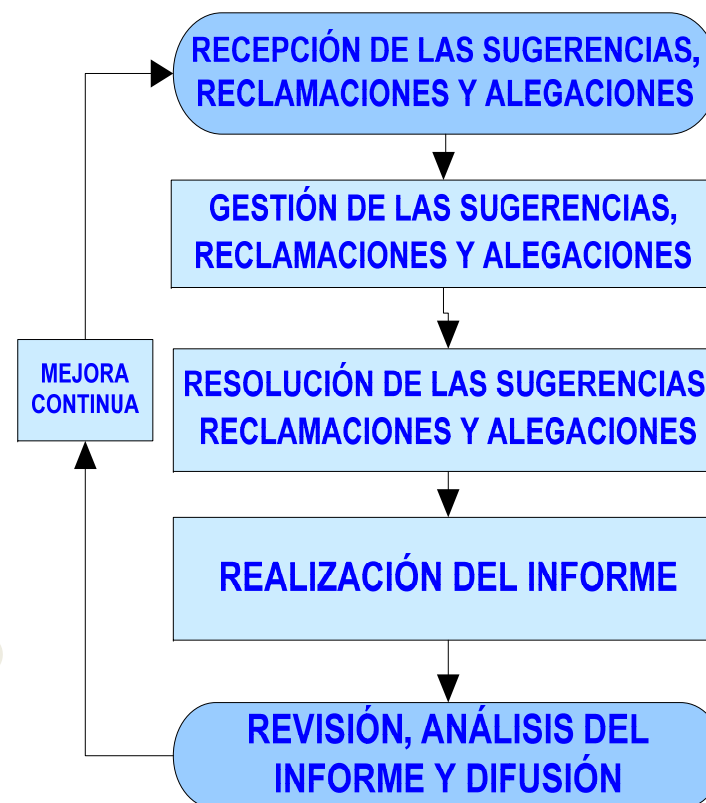 RECEPCIÓN DE LAS SUGERENCIAS,
RECLAMACIONES Y ALEGACIONES
GESTIÓN DE LAS SUGERENCIAS,
RECLAMACIONES Y ALEGACIONES
MEJORA
CONTINUA
RESOLUCIÓN DE LAS SUGERENCIAS
RECLAMACIONES Y ALEGACIONES
REALIZACIÓN DEL INFORME
REVISIÓN, ANÁLISIS DEL
INFORME Y DIFUSIÓN